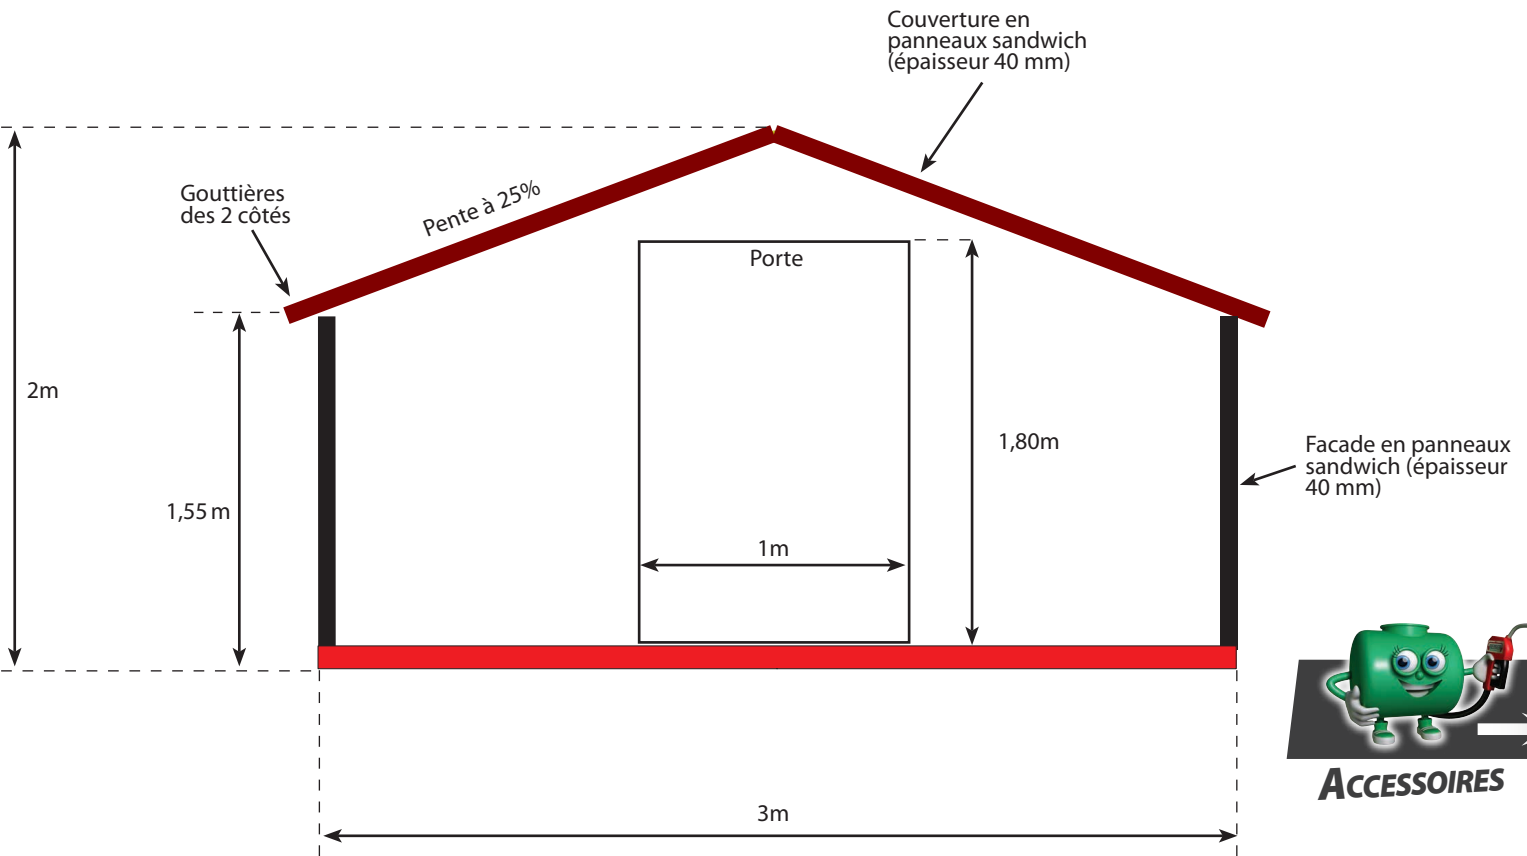 Couverture en
panneaux sandwich
(épaisseur 40 mm)
Gouttières
des 2 côtés
Pente à 25%
Porte
2m
1,80m
Facade en panneaux
sandwich (épaisseur
40 mm)
1,55 m
1m
ACCESSOIRES
3m